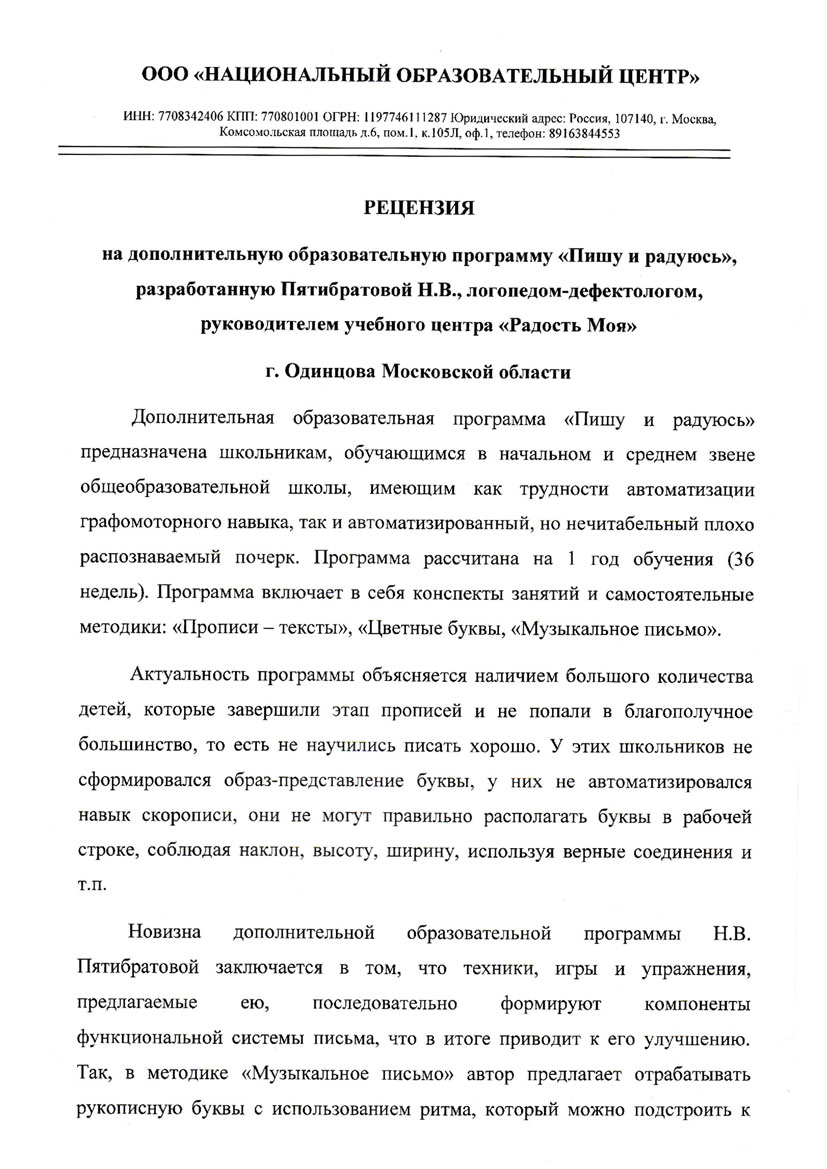 ООО «НАЦИОНАЛЬНЫЙ ОБРАЗОВАТЕЛЬНЫЙ ЦЕНТР»
ИНН: 7708342406 КПП: 770801001 ОГРН: 1197746111287 Юридический адрес: Россия, 107140, г. Москва,
Комсомольская площадь д.6, пом.1, к.105Л, оф.1, телефон: 89163844553
РЕЦЕНЗИЯ
на дополнительную образовательную программу «Пишу и радуюсь»,
разработанную Пятибратовой Н.В., логопедом-дефектологом,
руководителем учебного центра «Радость Моя»
г. Одинцова Московской области
Дополнительная образовательная программа «Пишу и радуюсь»
предназначена школьникам, обучающимся в начальном и среднем звене
общеобразовательной школы, имеющим как трудности автоматизации
графомоторного навыка, так и автоматизированный, но нечитабельный плохо
распознаваемый почерк. Программа рассчитана на 1 год обучения (36
недель). Программа включает в себя конспекты занятий и самостоятельные
методики: «Прописи – тексты», «Цветные буквы, «Музыкальное письмо».
Актуальность программы объясняется наличием большого количества
детей, которые завершили этап прописей и не попали в благополучное
большинство, то есть не научились писать хорошо. У этих школьников не
сформировался образ-представление буквы, у них не автоматизировался
навык скорописи, они не могут правильно располагать буквы в рабочей
строке, соблюдая наклон, высоту, ширину, используя верные соединения и
т.п.
Новизна дополнительной образовательной программы Н.В.
Пятибратовой заключается в том, что техники, игры и упражнения,
предлагаемые ею, последовательно формируют компоненты
функциональной системы письма, что в итоге приводит к его улучшению.
Так, в методике «Музыкальное письмо» автор предлагает отрабатывать
рукописную буквы с использованием ритма, который можно подстроить к